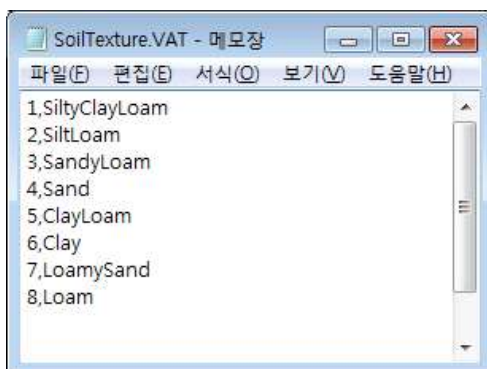 SoilTexture.VAT - 메모장
파일(F) 편집(E) 서식(O) 보기(V) 도움말(H)
1,SiltyClayLoam
2,SiltLoam
3,SandyLoam
4,Sand
5,ClayLoam
6,Clay
7,LoamySand
8,Loam